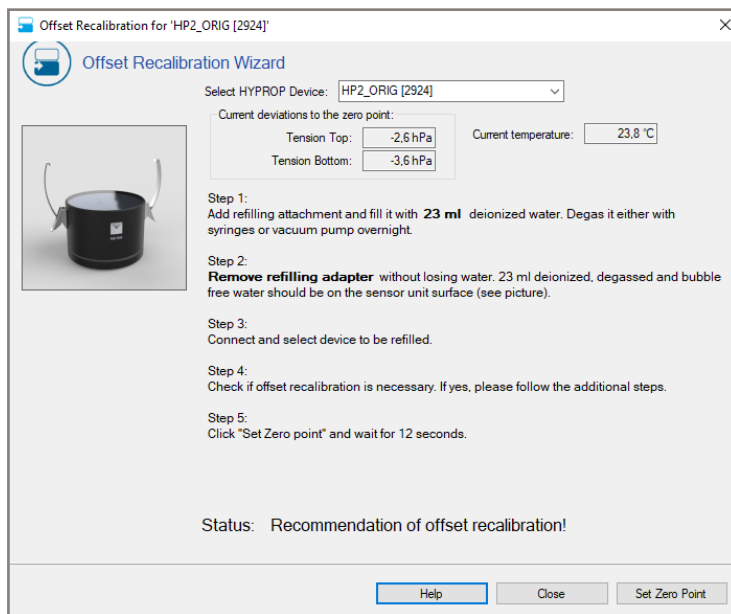 Offset Recalibration for 'HP2_ORIG [2924]'
Offset Recalibration Wizard
Select HYPROP Device: HP2_ORIG [2924]
Current deviations to the zero point:
Tension Top: -2,6 hPa
Current temperature: 23,8 °C
Tension Bottom: -3,6 hPa
Step 1:
Add refilling attachment and fill it with 23 ml deionized water. Degas it either with
syringes or vacuum pump overnight.
Step 2:
Remove refilling adapter without losing water. 23 ml deionized, degassed and bubble
free water should be on the sensor unit surface (see picture).
Step 3:
Connect and select device to be refilled.
Step 4:
Check if offset recalibration is necessary. If yes, please follow the additional steps.
Step 5:
Click "Set Zero point" and wait for 12 seconds.
Status: Recommendation of offset recalibration!
Help Close Set Zero Point